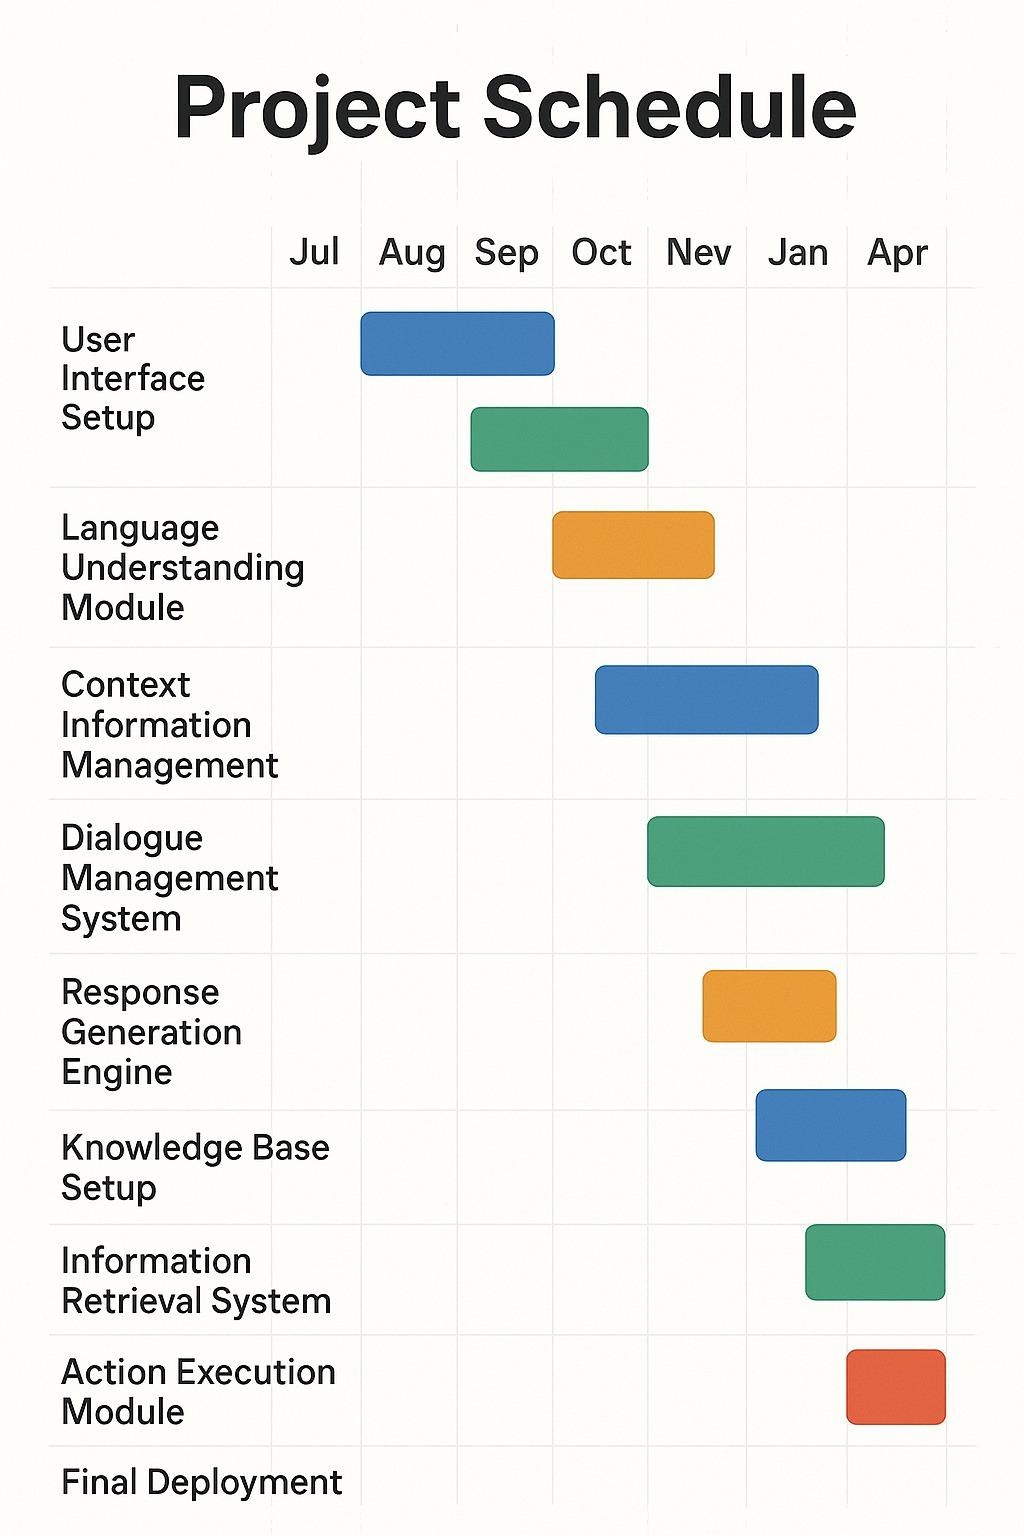 Project Schedule
Jul Aug Sep Oct Nev Jan Apr
User
Interface
Setup
Language
Understanding
Module
Context
Information
Management
Dialogue
Management
System
Response
Generation
Engine
Knowledge Base
Setup
Information
Retrieval System
Action Execution
Module
Final Deployment